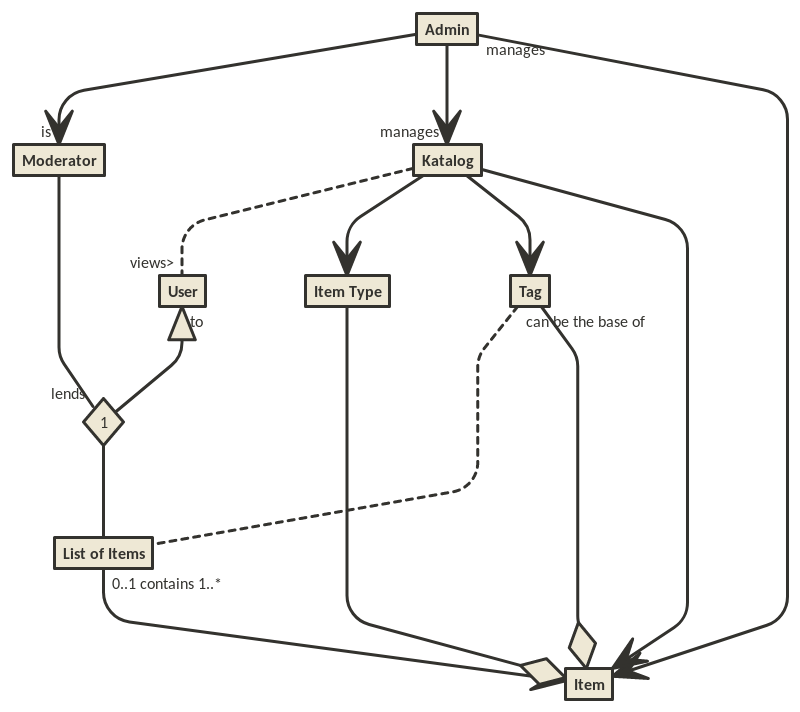 Admin
manages
is
manages
Moderator
Katalog
views>
User
Item Type
Tag
to
can be the base of
lends
1
List of Items
0..1 contains 1..*
Item